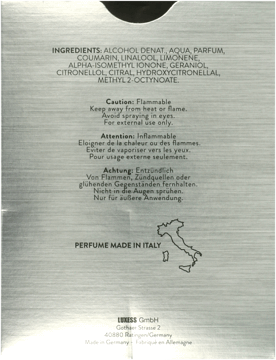 INGREDIENTS: ALCOHOL DENAT., AQUA, PARFUM,
COUMARIN, LINALOOL, LIMONENE,
ALPHA-ISOMETHYL IONONE, GERANIOL,
CITRONELLOL, CITRAL, HYDROXYCITRONELLAL,
METHYL 2-OCTYNOATE.
Caution: Flammable
Keep away from heat or flame.
Avoid spraying in eyes.
For external use only.
Attention: Inflammable
Eloigner de la chaleur ou des flammes.
Eviter de vaporiser vers les yeux.
Pour usage externe seulement.
Achtung: Entzündlich
Von Flammen, Zündquellen oder
glühenden Gegenständen fernhalten.
Nicht in die Augen sprühen.
Nur für äußere Anwendung.
PERFUME MADE IN ITALY
LUXESS GmbH
Strasse 2
40880 Ratingen/Germany
Made in Germany - Fabriqué en Allemagne